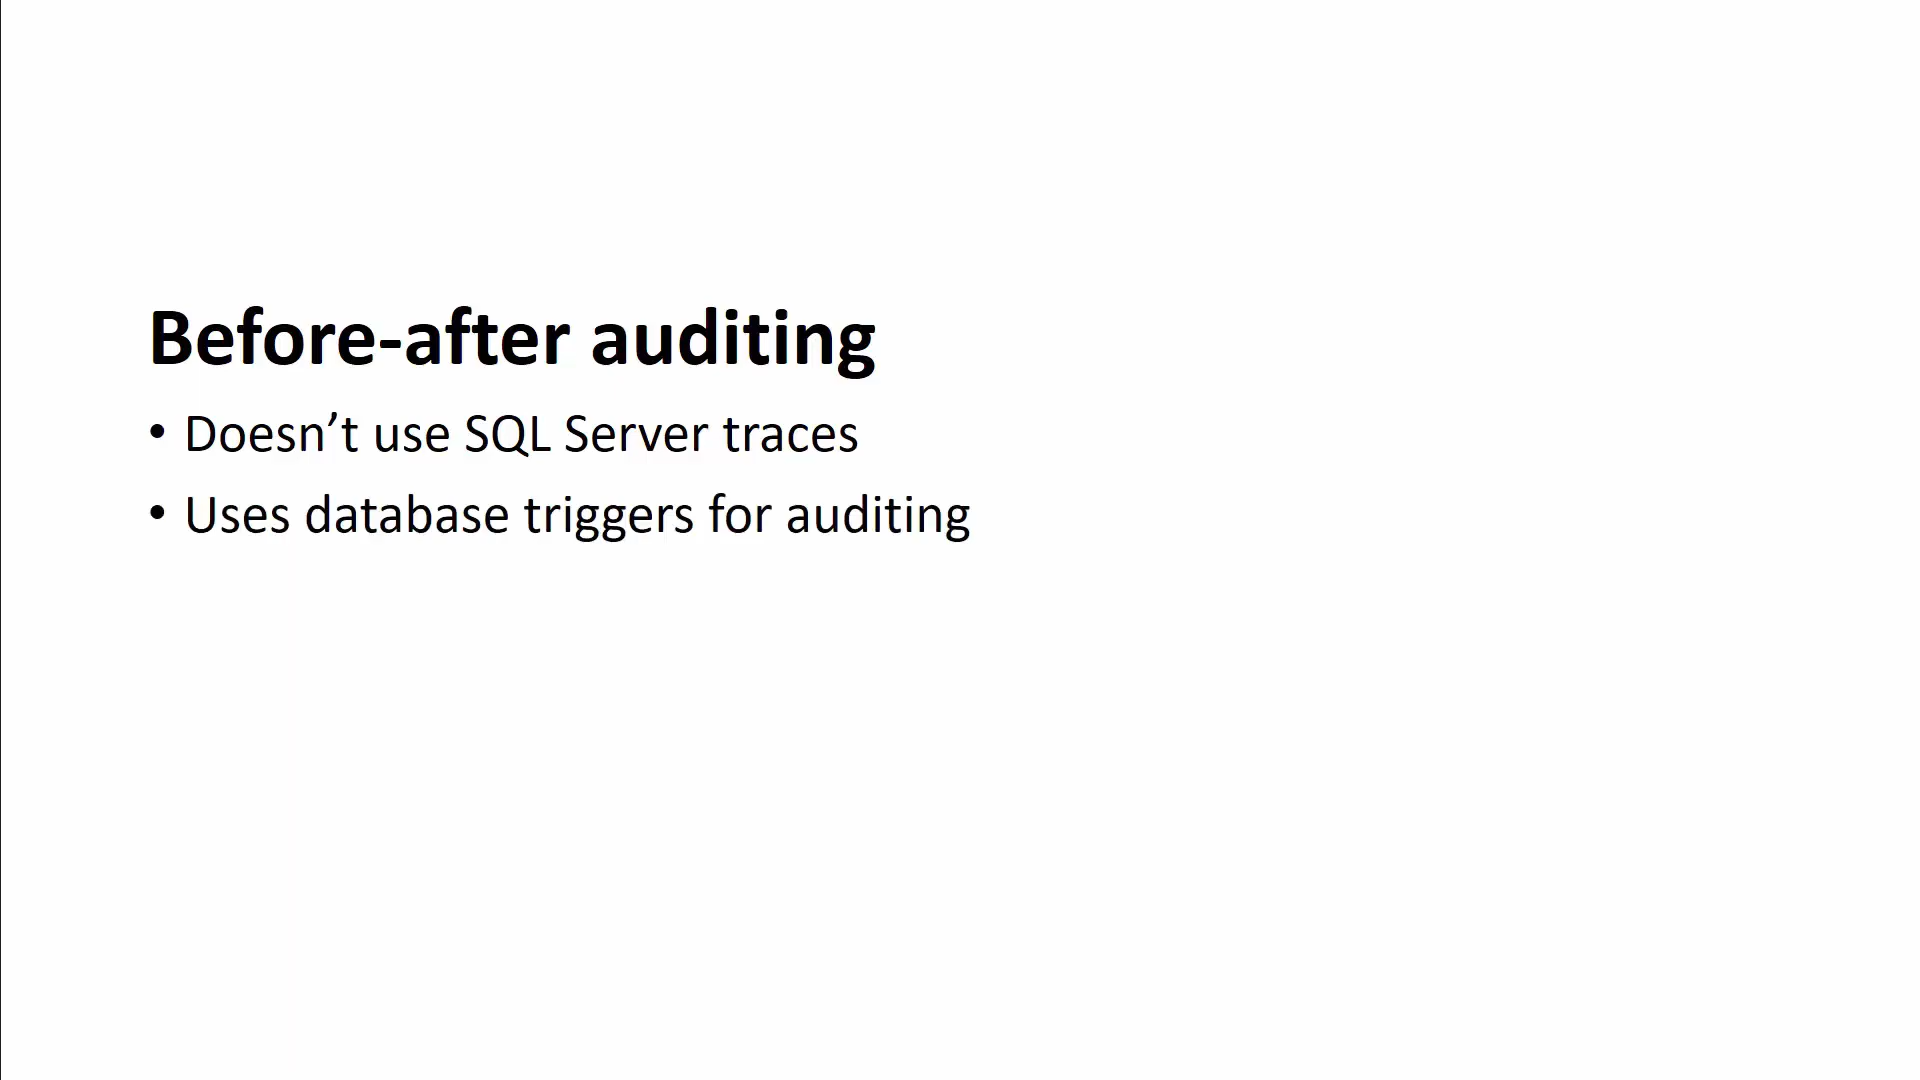 Before-after auditing
• Doesn’t use SQL Server traces
• Uses database triggers for auditing